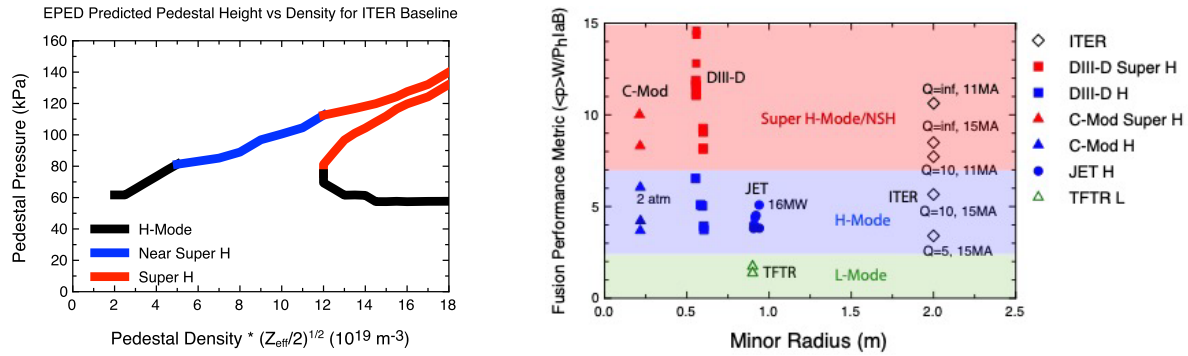 EPED Predicted Pedestal Height vs Density for ITER Baseline
Pedestal Pressure (kPa)
160
140
120
100
80
60
40
20
0
H-Mode
Near Super H
Super H
0 2 4 6 8 10 12 14 16 18
Pedestal Density * (Zeff/2)1/2 (1019 m-3)
Fusion Performance Metric (<p>W/PhIaB)
15
10
5
0
C-Mod
DIII-D
Super H-Mode/NSH
Q=inf, 11MA
Q=inf, 15MA
Q=10, 11MA
2 atm
JET
16MW
ITER
H-Mode
Q=10, 15MA
Q=5, 15MA
TFTR
L-Mode
0.0 0.5 1.0 1.5 2.0 2.5
Minor Radius (m)
ITER
DIII-D Super H
DIII-D H
C-Mod Super H
C-Mod H
JET H
TFTR L